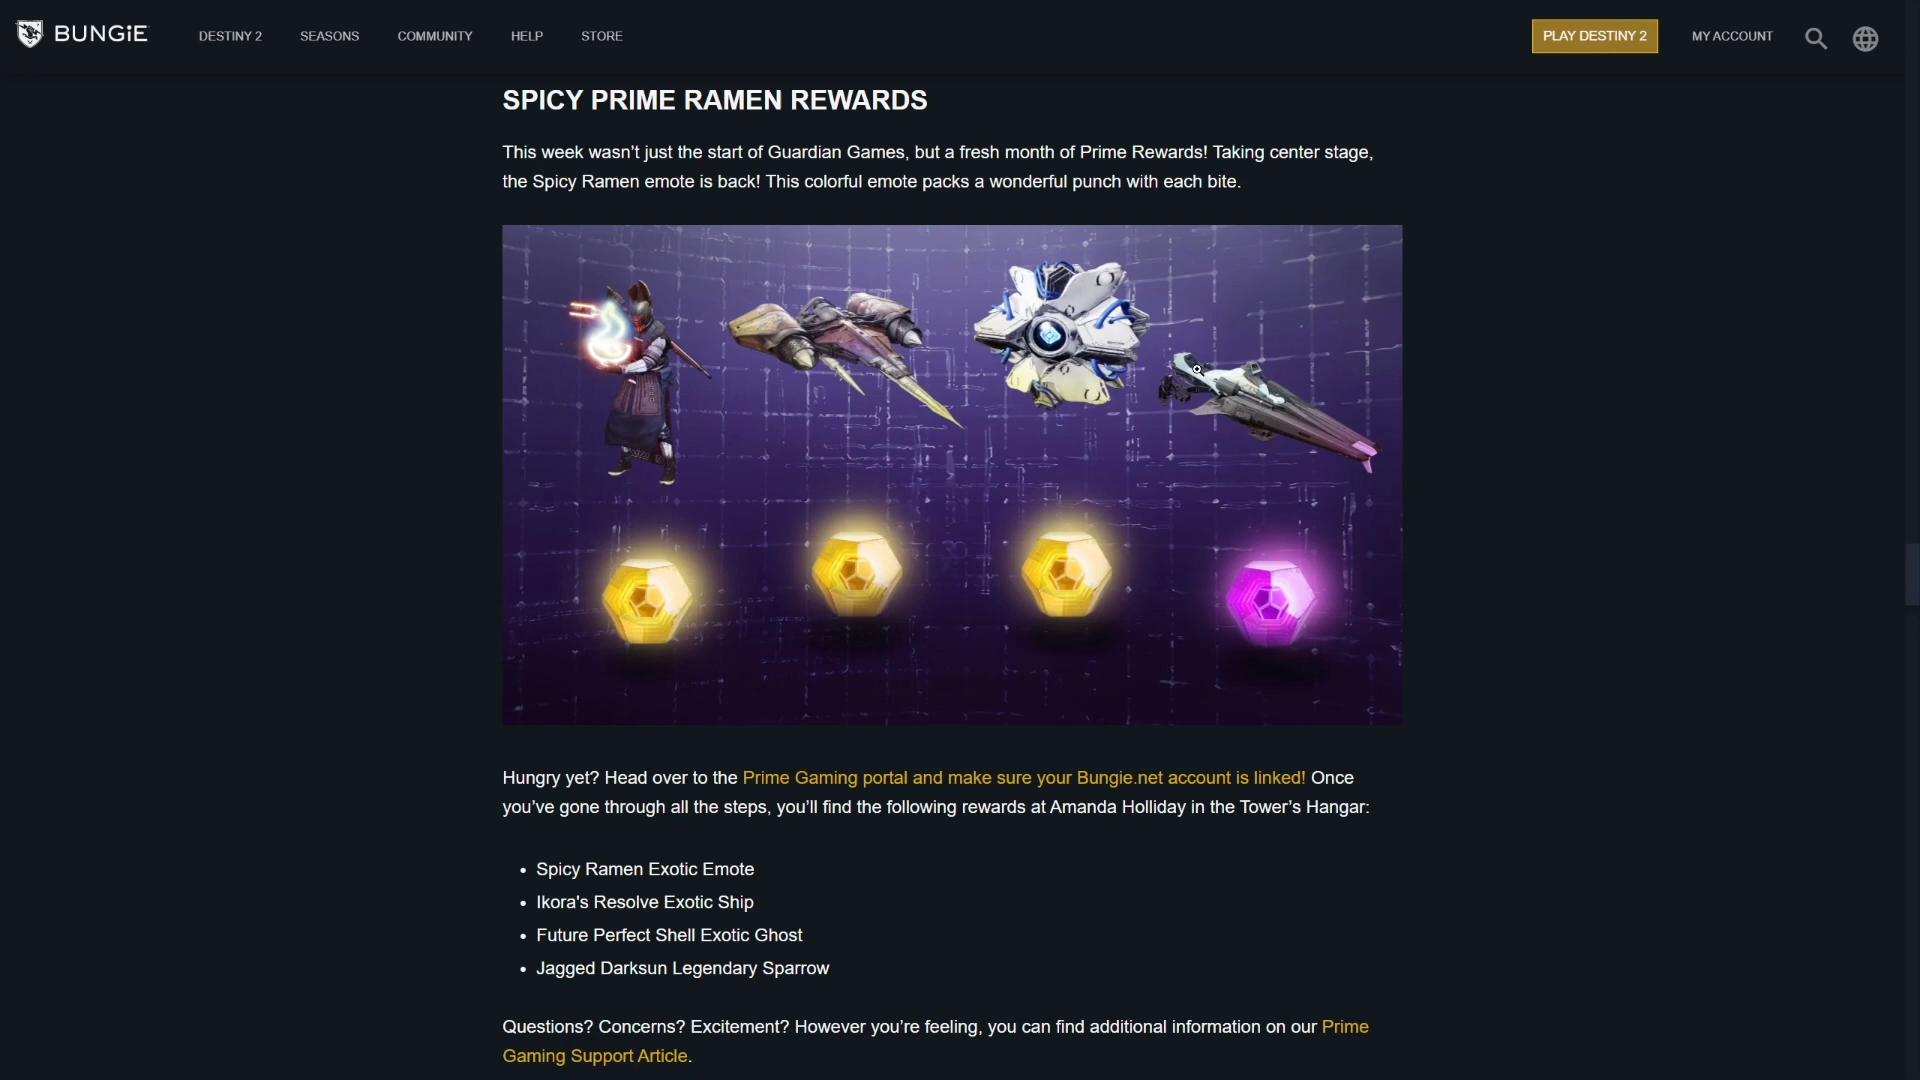 BUNGiE
DESTINY 2
SEASONS
COMMUNITY
HELP
STORE
PLAY DESTINY 2
MY ACCOUNT
SPICY PRIME RAMEN REWARDS
This week wasn’t just the start of Guardian Games, but a fresh month of Prime Rewards! Taking center stage,
the Spicy Ramen emote is back! This colorful emote packs a wonderful punch with each bite.
Hungry yet? Head over to the Prime Gaming portal and make sure your Bungie.net account is linked! Once
you’ve gone through all the steps, you’ll find the following rewards at Amanda Holliday in the Tower’s Hangar:
• Spicy Ramen Exotic Emote
• Ikora's Resolve Exotic Ship
• Future Perfect Shell Exotic Ghost
• Jagged Darksun Legendary Sparrow
Questions? Concerns? Excitement? However you’re feeling, you can find additional information on our Prime
Gaming Support Article.